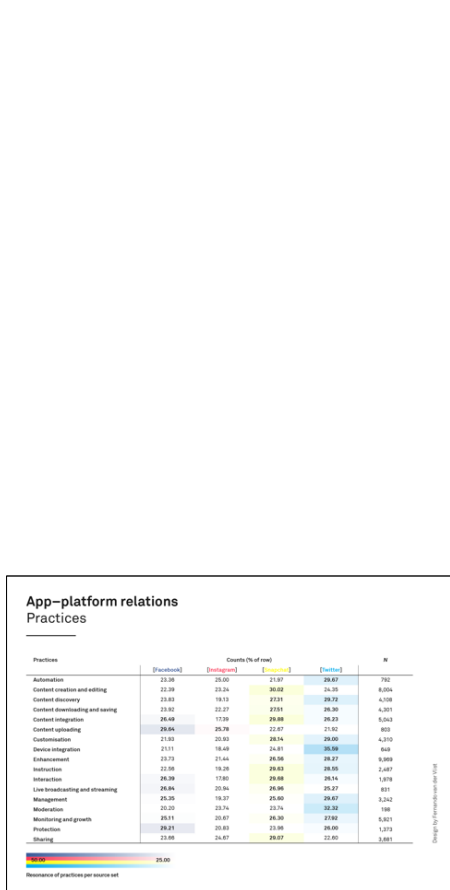 App–platform relations
Practices
Practices Counts (% of row) N
[Facebook] [Instagram] [Snapchat] [Twitter]
Automation 23.36 25.00 21.97 29.67 792
Content creation and editing 22.39 23.24 30.02 24.35 6,004
Content discovery 23.83 19.13 27.31 29.72 4,108
Content downloading and saving 23.92 22.27 27.51 26.30 4,301
Content integration 26.49 17.39 29.88 26.23 5,043
Content uploading 29.64 25.78 22.67 21.92 803
Customisation 21.93 20.93 28.14 29.00 4,310
Device integration 21.11 18.49 24.81 35.59 649
Enhancement 23.73 21.44 26.56 28.27 9,969
Instruction 22.56 19.26 29.63 28.55 2,487
Interaction 26.39 17.80 29.68 26.14 1,978
Live broadcasting and streaming 26.84 20.94 26.96 25.27 831
Management 25.35 19.37 25.60 29.67 3,242
Moderation 20.20 23.74 23.74 32.32 198
Monitoring and growth 25.11 20.67 26.30 27.92 5,921
Protection 29.21 20.83 23.96 26.00 1,373
Sharing 23.66 24.67 29.07 22.60 3,681
50.00 25.00
Resonance of practices per source set
Design by Fernando van der Vlist